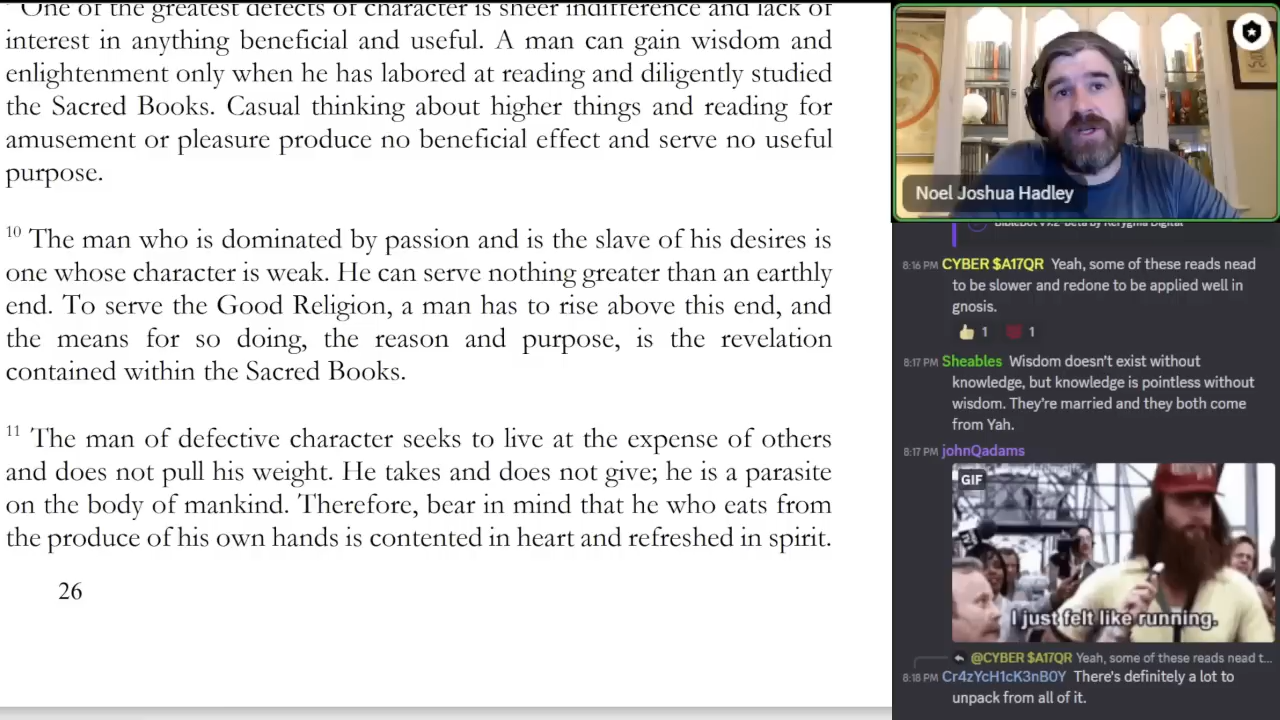 One of the greatest defects of character is sheer indifference and lack of
interest in anything beneficial and useful. A man can gain wisdom and
enlightenment only when he has labored at reading and diligently studied
the Sacred Books. Casual thinking about higher things and reading for
amusement or pleasure produce no beneficial effect and serve no useful
purpose.
10 The man who is dominated by passion and is the slave of his desires is
one whose character is weak. He can serve nothing greater than an earthly
end. To serve the Good Religion, a man has to rise above this end, and
the means for so doing, the reason and purpose, is the revelation
contained within the Sacred Books.
11 The man of defective character seeks to live at the expense of others
and does not pull his weight. He takes and does not give; he is a parasite
on the body of mankind. Therefore, bear in mind that he who eats from
the produce of his own hands is contented in heart and refreshed in spirit.
26
Noel Joshua Hadley
by Kerygma Digital
8:16 PM CYBER $A17QR Yeah, some of these reads nead
to be slower and redone to be applied well in
gnosis.
1 1
8:17 PM Sheables Wisdom doesn't exist without
knowledge, but knowledge is pointless without
wisdom. They're married and they both come
from Yah.
8:17 PM johnQadams
GIF
I just felt like running.
@CYBER $A17QR Yeah, some of these reads nead t...
8:18 PM Cr4zYcH1cK3nB0Y There's definitely a lot to
unpack from all of it.